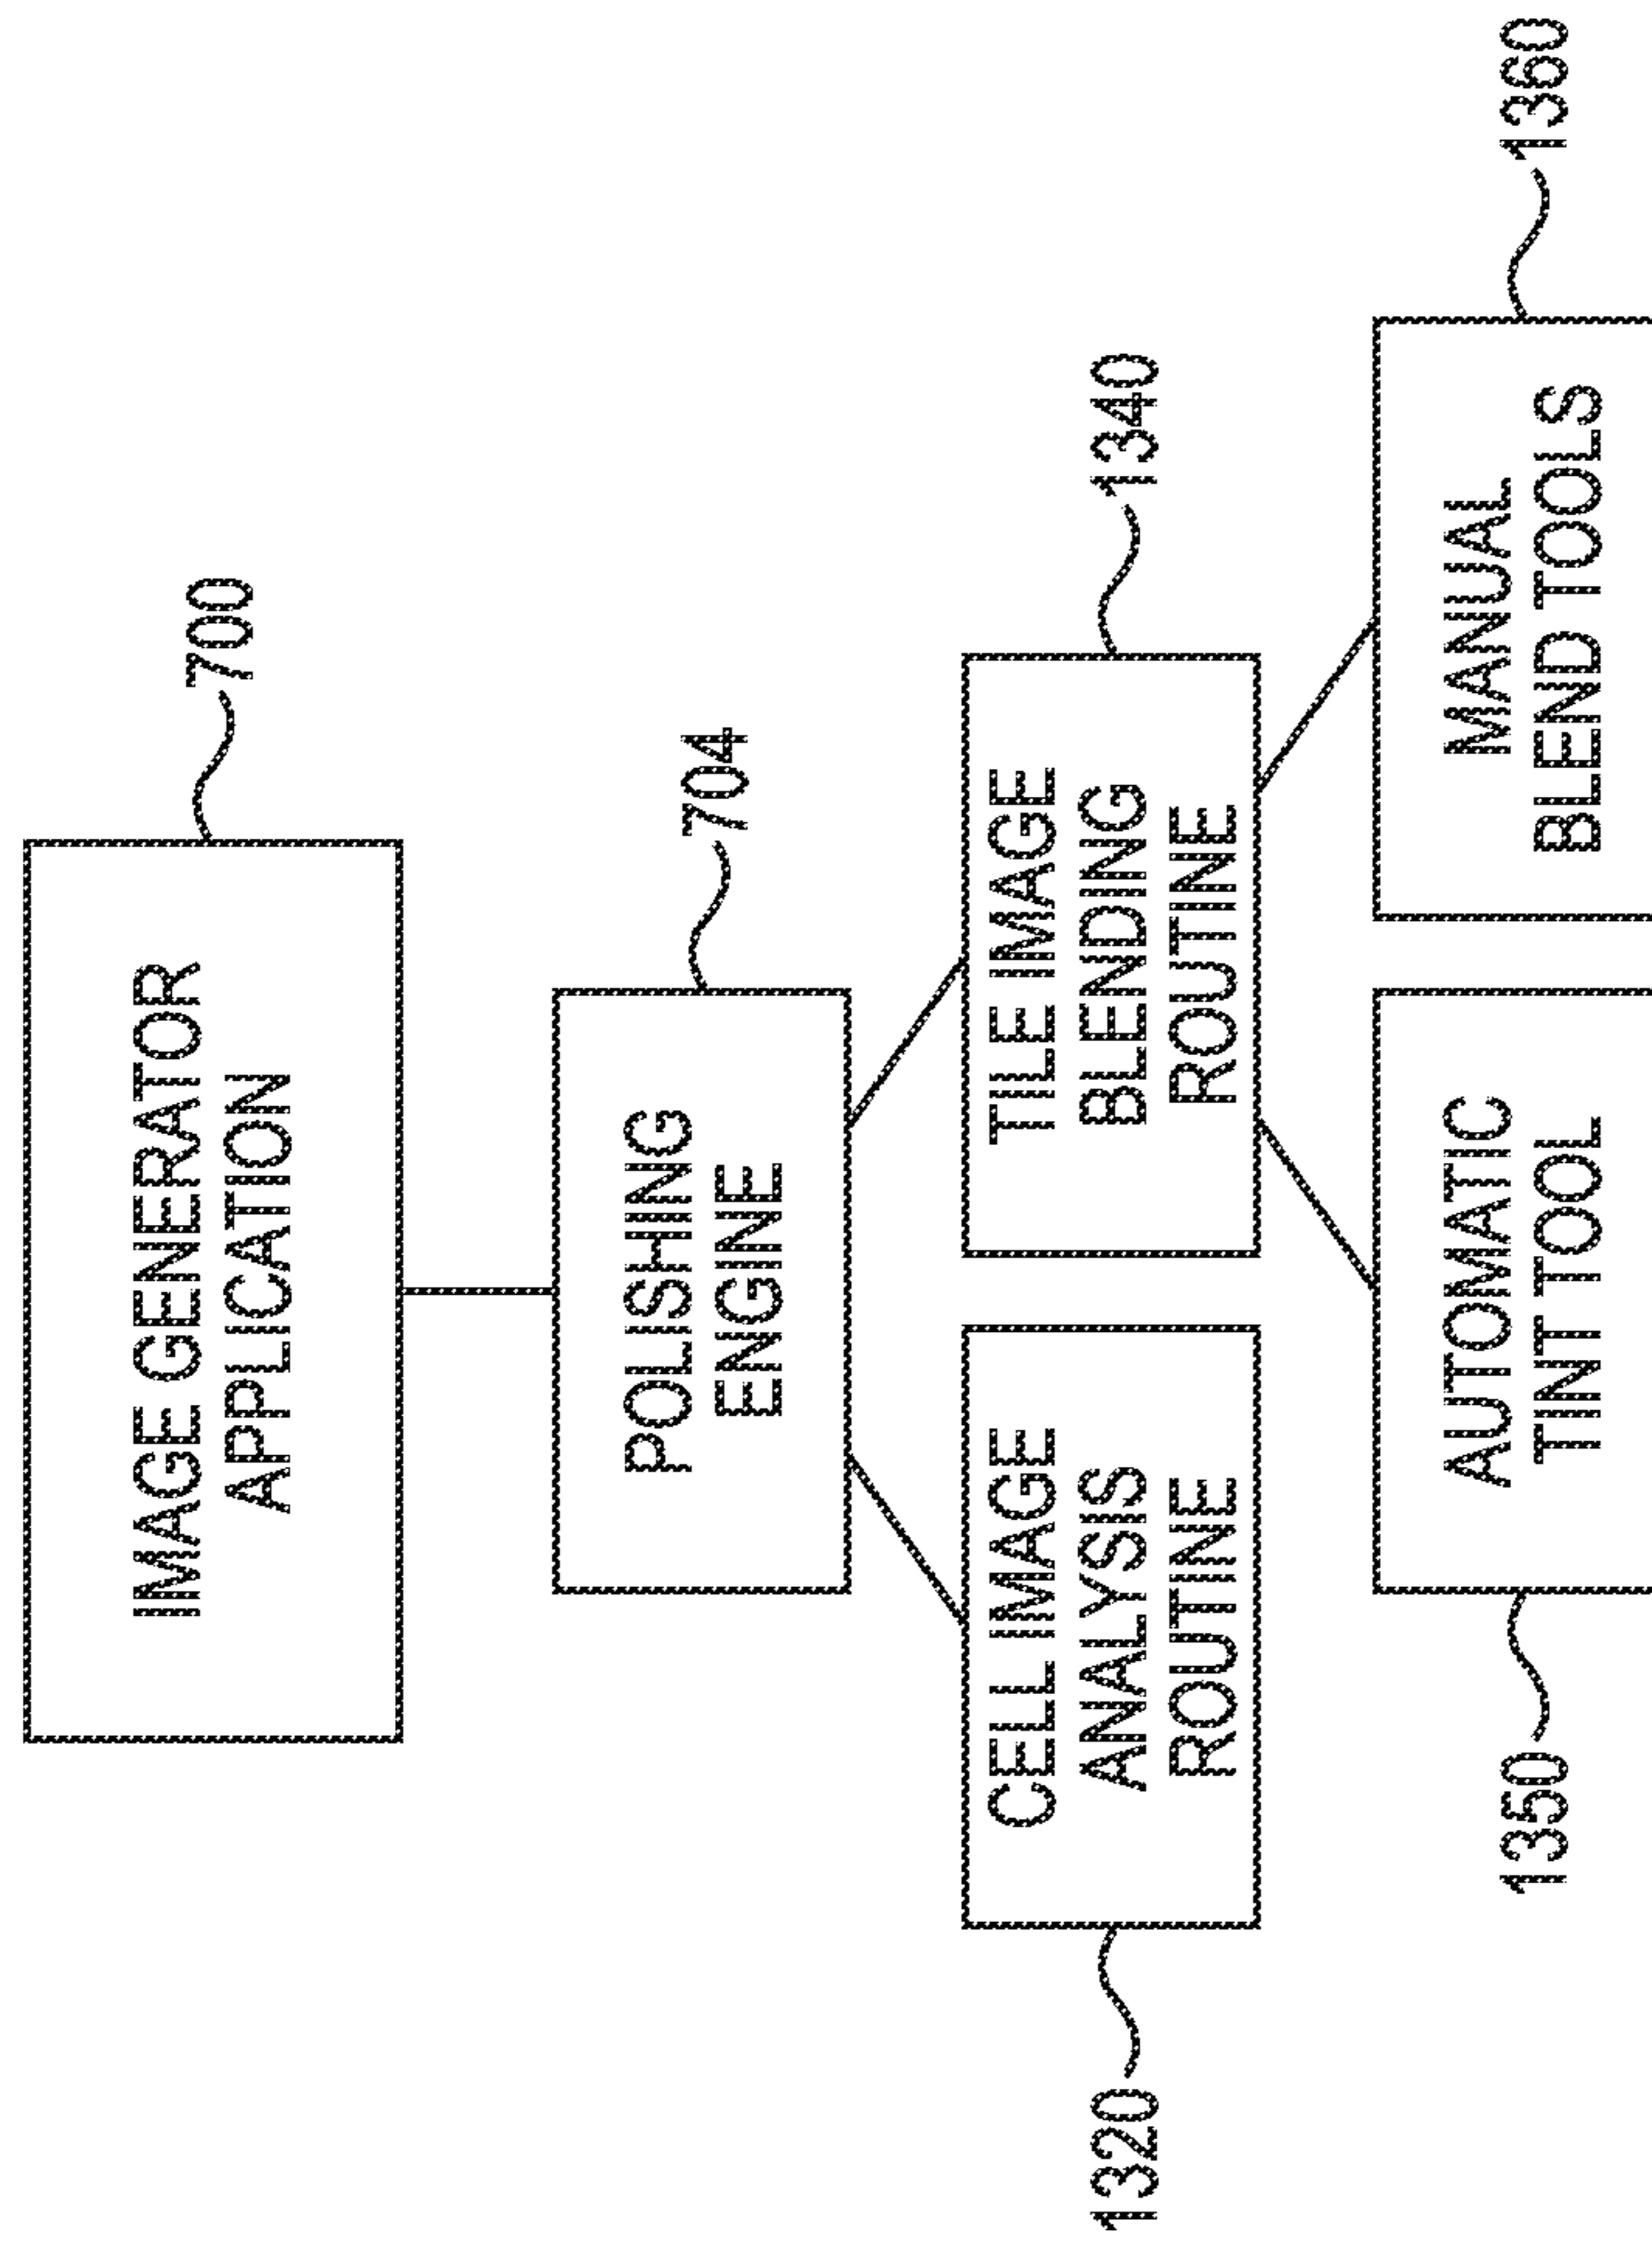 IMAGE GENERATOR
APPLICATION
700
POLISHING
ENGINE
704
1320
CELL IMAGE
ANALYSIS
ROUTINE
TILE IMAGE
BLENDING
ROUTINE
1340
1350
AUTOMATIC
TINT TOOL
MANUAL
BLEND TOOLS
1360